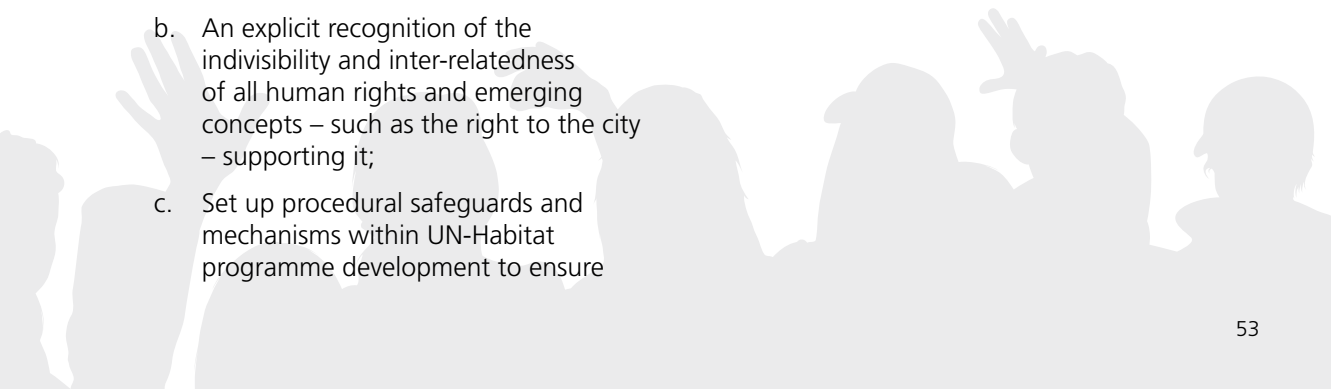 b. An explicit recognition of the
indivisibility and inter-relatedness
of all human rights and emerging
concepts – such as the right to the city
– supporting it;
c. Set up procedural safeguards and
mechanisms within UN-Habitat
programme development to ensure
53